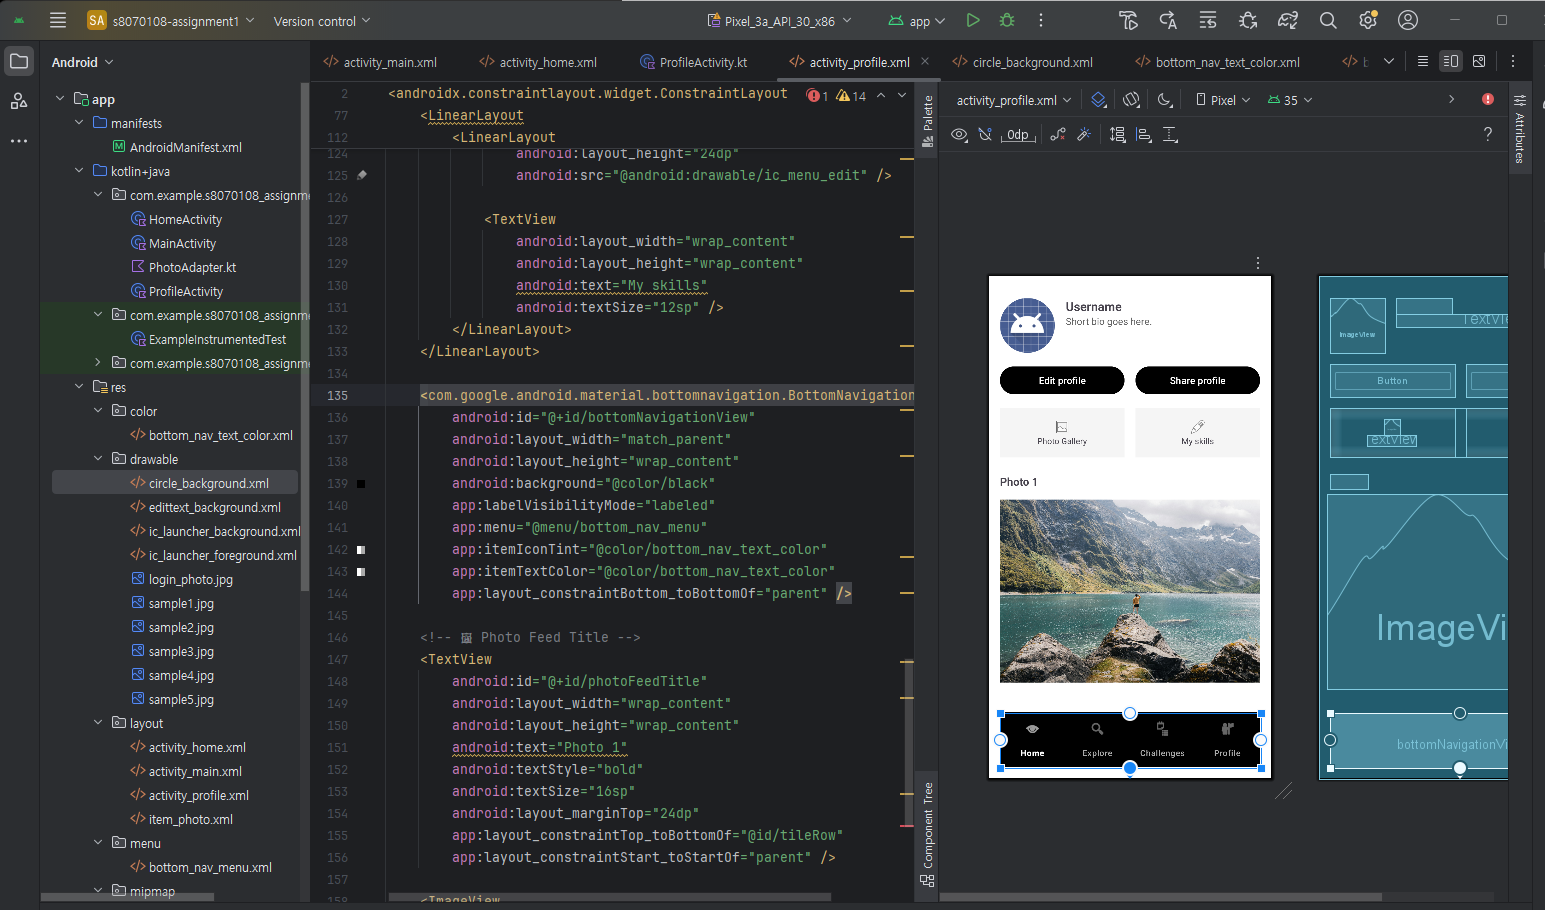 SA s8070108-assignment1 Version control Pixel_3a_API_30_x86 app
Android
app
manifests
AndroidManifest.xml
kotlin+java
com.example.s8070108_assignme
HomeActivity
MainActivity
PhotoAdapter.kt
ProfileActivity
com.example.s8070108_assignme
ExampleInstrumentedTest
com.example.s8070108_assignme
res
color
bottom_nav_text_color.xml
drawable
circle_background.xml
edittext_background.xml
ic_launcher_background.xml
ic_launcher_foreground.xml
login_photo.jpg
sample1.jpg
sample2.jpg
sample3.jpg
sample4.jpg
sample5.jpg
layout
activity_home.xml
activity_main.xml
activity_profile.xml
item_photo.xml
menu
bottom_nav_menu.xml
mipmap
activity_main.xml activity_home.xml ProfileActivity.kt activity_profile.xml circle_background.xml bottom_nav_text_color.xml b
1 14
2 <androidx.constraintlayout.widget.ConstraintLayout
77 <LinearLayout
112 <LinearLayout
124 android:layout_height="24dp"
125 android:src="@android:drawable/ic_menu_edit" />
126
127 <TextView
128 android:layout_width="wrap_content"
129 android:layout_height="wrap_content"
130 android:text="My skills"
131 android:textSize="12sp" />
132 </LinearLayout>
133 </LinearLayout>
134
135 <com.google.android.material.bottomnavigation.BottomNavigation
136 android:id="@+id/bottomNavigationView"
137 android:layout_width="match_parent"
138 android:layout_height="wrap_content"
139 android:background="@color/black"
140 app:labelVisibilityMode="labeled"
141 app:menu="@menu/bottom_nav_menu"
142 app:itemIconTint="@color/bottom_nav_text_color"
143 app:itemTextColor="@color/bottom_nav_text_color"
144 app:layout_constraintBottom_toBottomOf="parent" />
145
146 <!-- 🖼 Photo Feed Title -->
147 <TextView
148 android:id="@+id/photoFeedTitle"
149 android:layout_width="wrap_content"
150 android:layout_height="wrap_content"
151 android:text="Photo 1"
152 android:textStyle="bold"
153 android:textSize="16sp"
154 android:layout_marginTop="24dp"
155 app:layout_constraintTop_toBottomOf="@id/tileRow"
156 app:layout_constraintStart_toStartOf="parent" />
157
158 <ImageView
Palette
Component Tree
activity_profile.xml Pixel 35
0dp ?
Attributes
Username
Short bio goes here.
Edit profile Share profile
Photo Gallery My skills
Photo 1
Home Explore Challenges Profile
ImageView
TextVi
Button
extView
ImageVi
bottomNavigationVi